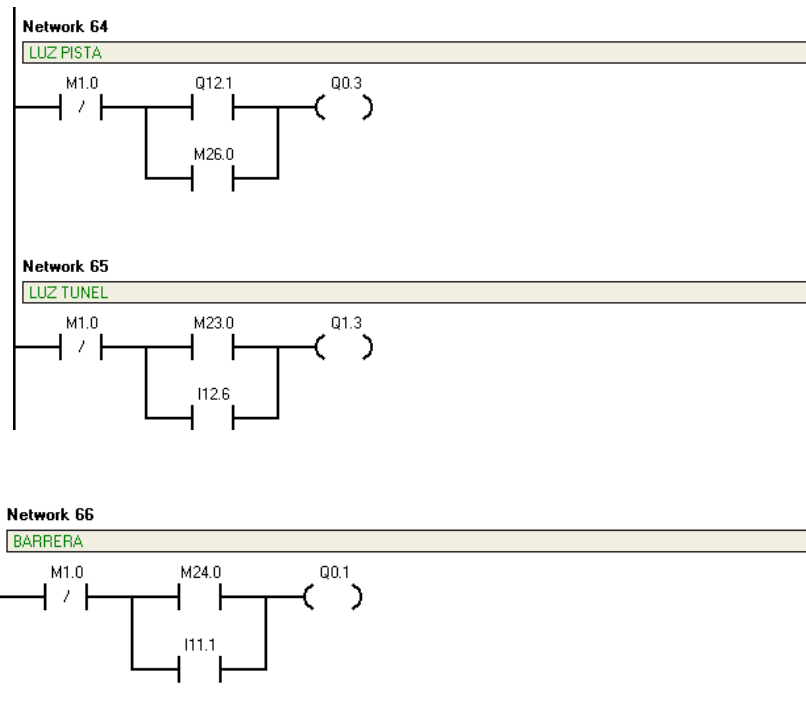 Network 64
LUZ PISTA
M1.0 Q12.1 Q0.3
/
M26.0
Network 65
LUZ TUNEL
M1.0 M23.0 Q1.3
/
I12.6
Network 66
BARRERA
M1.0 M24.0 Q0.1
/
I11.1